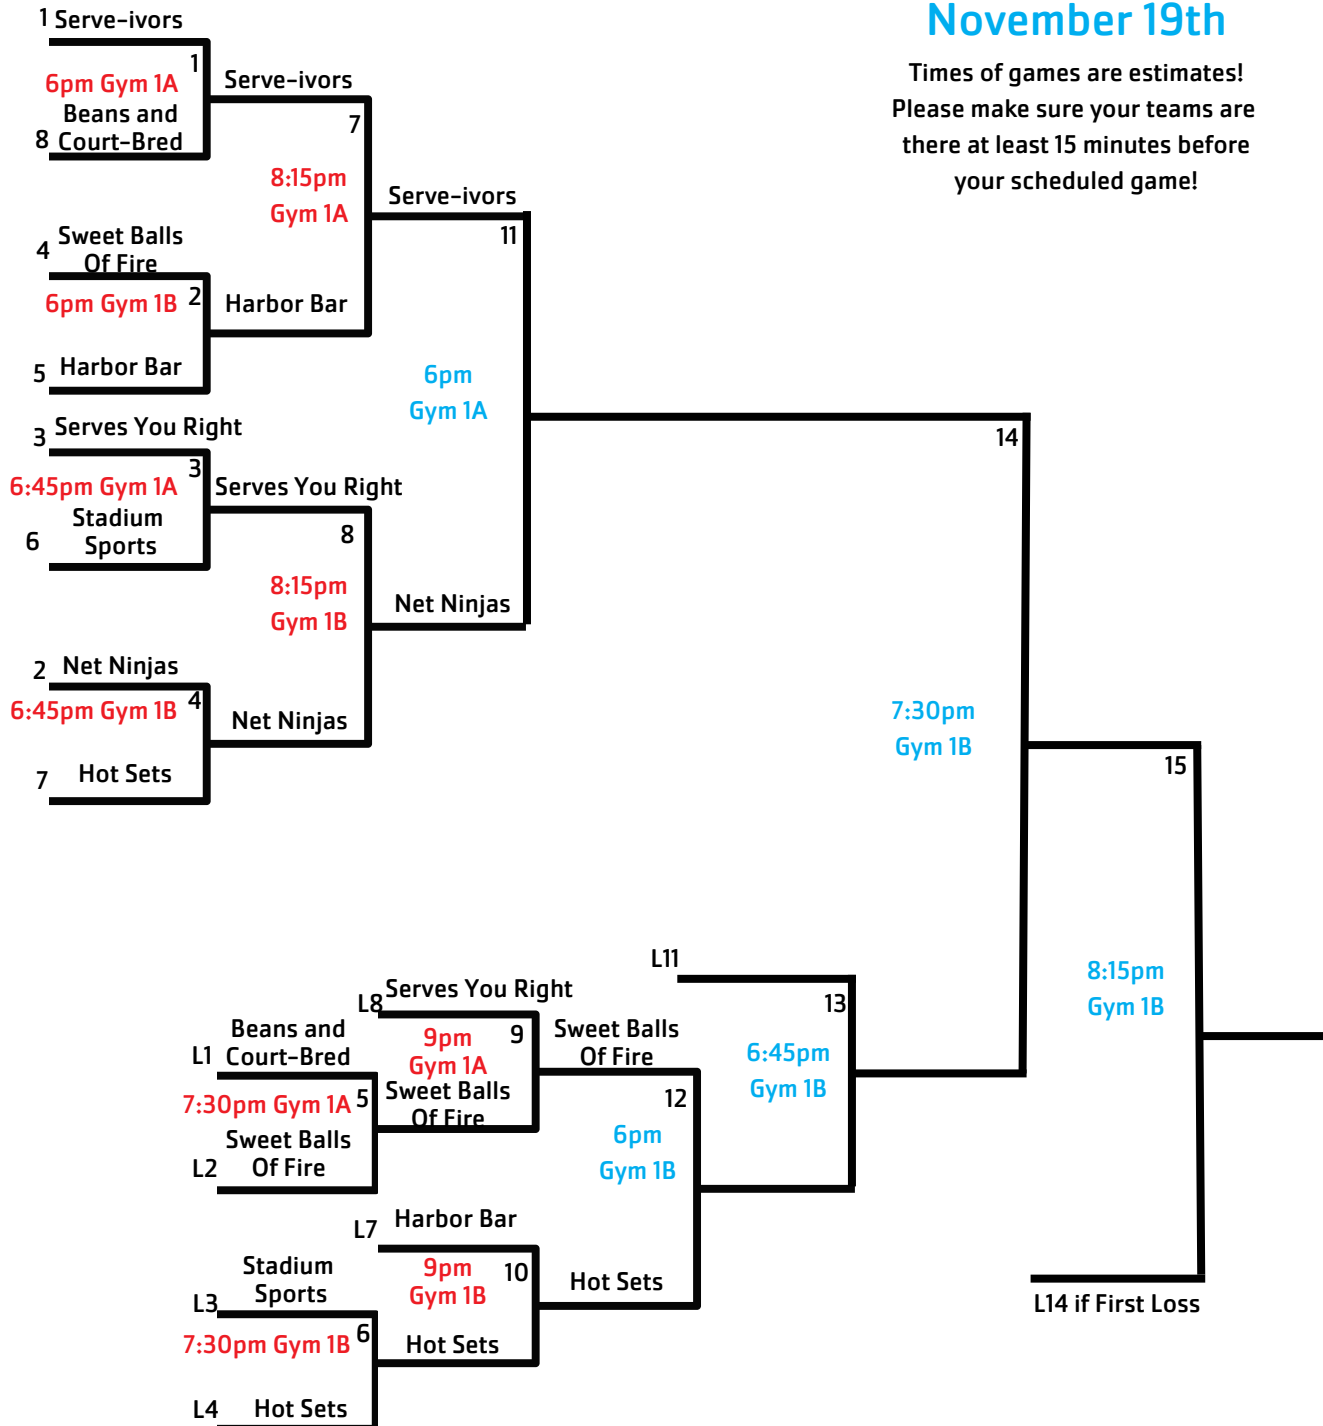 November 19th
Times of games are estimates!
Please make sure your teams are
there at least 15 minutes before
your scheduled game!
1 Serve-ivors
1
6pm Gym 1A
Beans and
8 Court-Bred
Serve-ivors
7
8:15pm
Gym 1A
Serve-ivors
11
4 Sweet Balls
Of Fire
6pm Gym 1B 2
Harbor Bar
5 Harbor Bar
6pm
Gym 1A
3 Serves You Right
3
6:45pm Gym 1A
Serves You Right
Stadium
6 Sports
8
8:15pm
Gym 1B
Net Ninjas
2 Net Ninjas
6:45pm Gym 1B 4
Net Ninjas
7 Hot Sets
14
7:30pm
Gym 1B
15
8:15pm
Gym 1B
L11
13
6:45pm
Gym 1B
L8 Serves You Right
9pm 9
Gym 1A
Sweet Balls
Of Fire
Beans and
L1 Court-Bred
7:30pm Gym 1A 5
Sweet Balls
Of Fire
12
6pm
Gym 1B
Sweet Balls
L2 Of Fire
L7 Harbor Bar
9pm 10
Gym 1B
Hot Sets
Stadium
L3 Sports
7:30pm Gym 1B 6
Hot Sets
L4 Hot Sets
L14 if First Loss